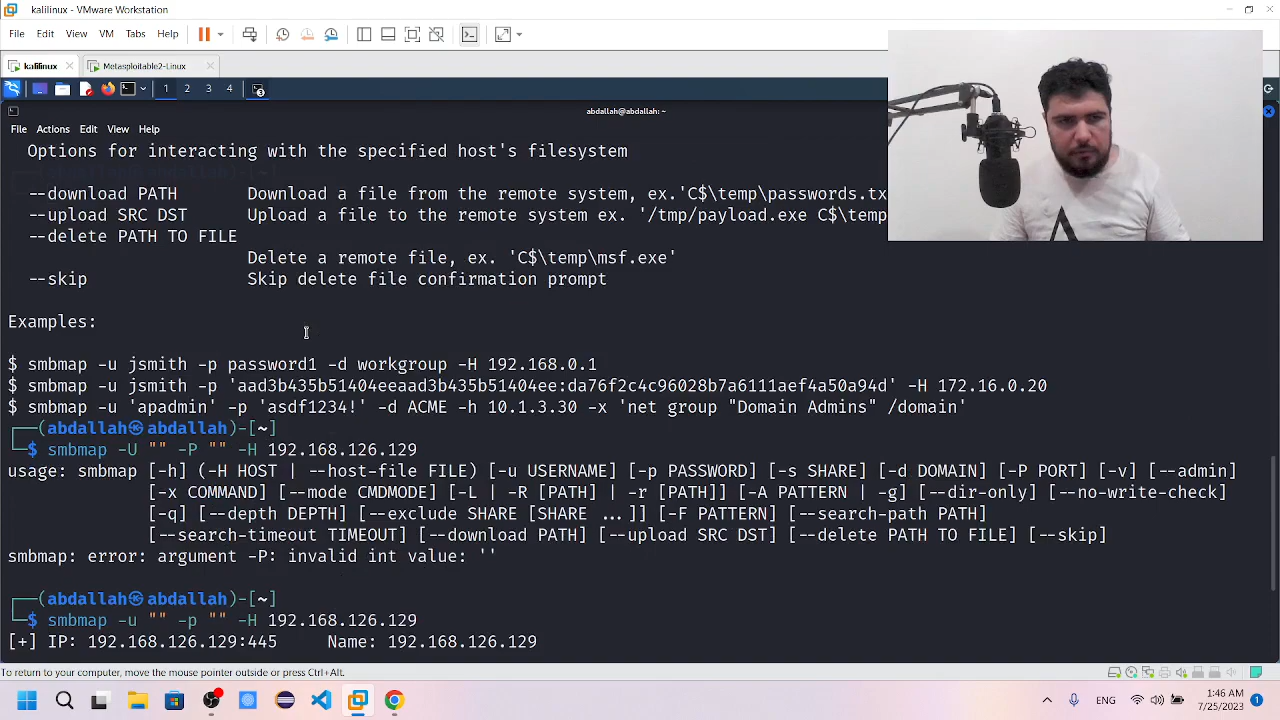 kalilinux - VMware Workstation
File Edit View VM Tabs Help
kalilinux Metasploitable2-Linux
1 2 3 4
abdallah@abdallah: ~
File Actions Edit View Help
Options for interacting with the specified host's filesystem
--download PATH Download a file from the remote system, ex.'C$\temp\passwords.tx
--upload SRC DST Upload a file to the remote system ex. '/tmp/payload.exe C$\temp
--delete PATH TO FILE
Delete a remote file, ex. 'C$\temp\msf.exe'
--skip Skip delete file confirmation prompt
Examples:
$ smbmap -u jsmith -p password1 -d workgroup -H 192.168.0.1
$ smbmap -u jsmith -p 'aad3b435b51404eeaad3b435b51404ee:da76f2c4c96028b7a6111aef4a50a94d' -H 172.16.0.20
$ smbmap -u 'apadmin' -p 'asdf1234!' -d ACME -h 10.1.3.30 -x 'net group "Domain Admins" /domain'
┌──(abdallah㉿abdallah)-[~]
└─$ smbmap -U "" -P "" -H 192.168.126.129
usage: smbmap [-h] (-H HOST | --host-file FILE) [-u USERNAME] [-p PASSWORD] [-s SHARE] [-d DOMAIN] [-P PORT] [-v] [--admin]
[-x COMMAND] [--mode CMDMODE] [-L | -R [PATH] | -r [PATH]] [-A PATTERN | -g] [--dir-only] [--no-write-check]
[-q] [--depth DEPTH] [--exclude SHARE [SHARE ...]] [-F PATTERN] [--search-path PATH]
[--search-timeout TIMEOUT] [--download PATH] [--upload SRC DST] [--delete PATH TO FILE] [--skip]
smbmap: error: argument -P: invalid int value: ''
┌──(abdallah㉿abdallah)-[~]
└─$ smbmap -u "" -p "" -H 192.168.126.129
[+] IP: 192.168.126.129:445 Name: 192.168.126.129
To return to your computer, move the mouse pointer outside or press Ctrl+Alt.
ENG
1:46 AM
7/25/2023
1